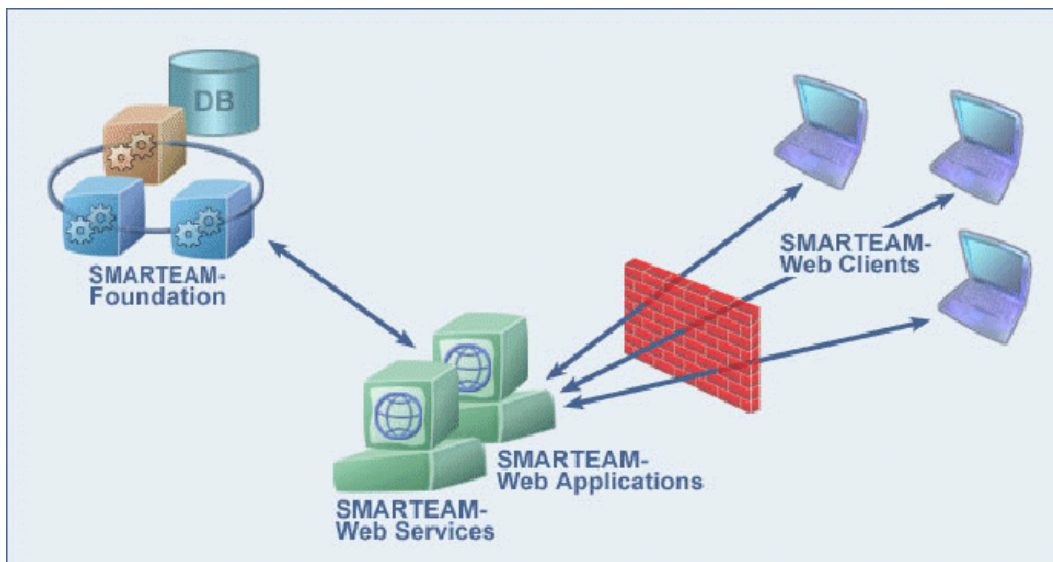 DB
SMARTEAM-
Foundation
SMARTEAM-
Web Clients
SMARTEAM-
Web Applications
SMARTEAM-
Web Services